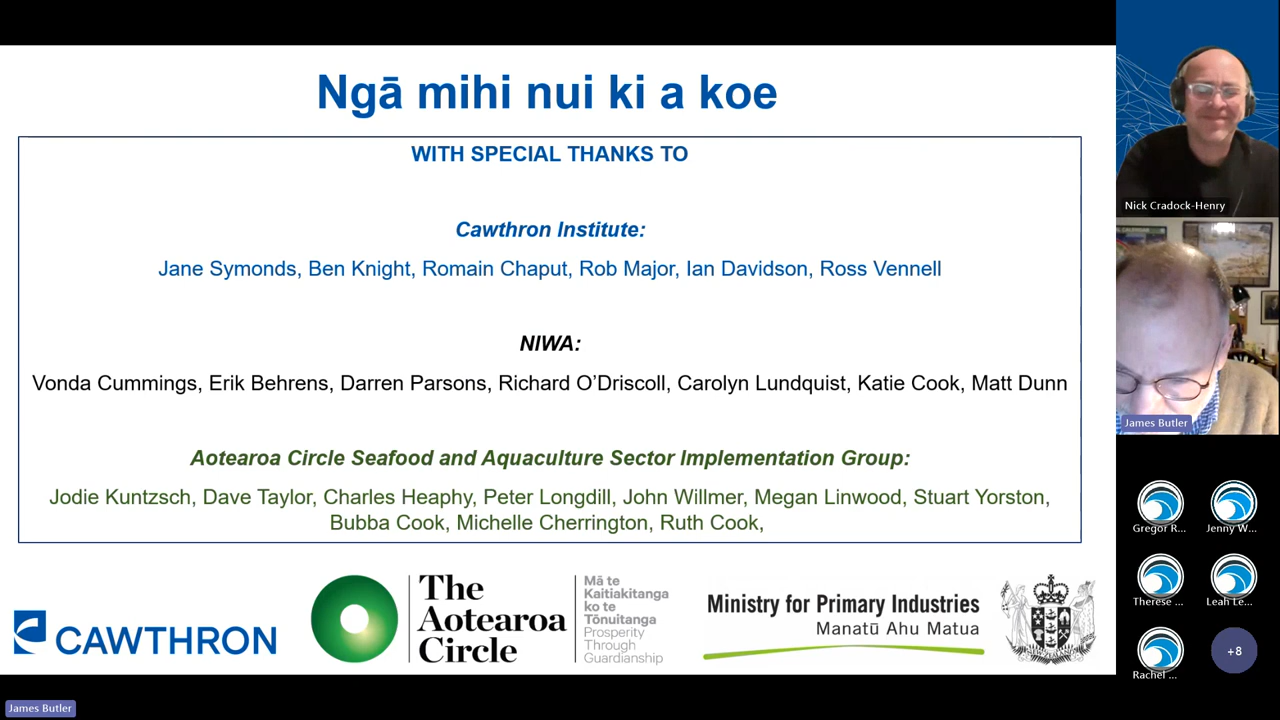 Ngā mihi nui ki a koe
WITH SPECIAL THANKS TO
Cawthron Institute:
Jane Symonds, Ben Knight, Romain Chaput, Rob Major, Ian Davidson, Ross Vennell
NIWA:
Vonda Cummings, Erik Behrens, Darren Parsons, Richard O’Driscoll, Carolyn Lundquist, Katie Cook, Matt Dunn
Aotearoa Circle Seafood and Aquaculture Sector Implementation Group:
Jodie Kuntzsch, Dave Taylor, Charles Heaphy, Peter Longdill, John Willmer, Megan Linwood, Stuart Yorston,
Bubba Cook, Michelle Cherrington, Ruth Cook,
CAWTHRON
The
Aotearoa
Circle
Mā te
Kaitiakitanga
ko te
Tōnuitanga
Prosperity
Through
Guardianship
Ministry for Primary Industries
Manatū Ahu Matua
Nick Cradock-Henry
James Butler
Gregor R...
Jenny W...
Therese ...
Leah Le...
Rachel ...
+8
James Butler